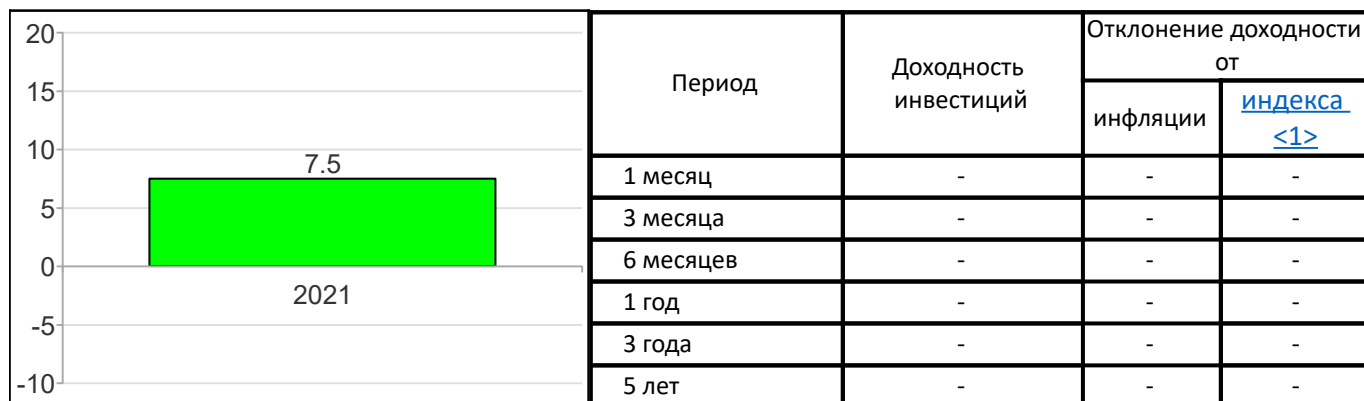 20
15
10
5
0
-5
-10
7.5
2021
Период
Доходность
инвестиций
Отклонение доходности
от
инфляции
индекса
<1>
1 месяц - - -
3 месяца - - -
6 месяцев - - -
1 год - - -
3 года - - -
5 лет - - -